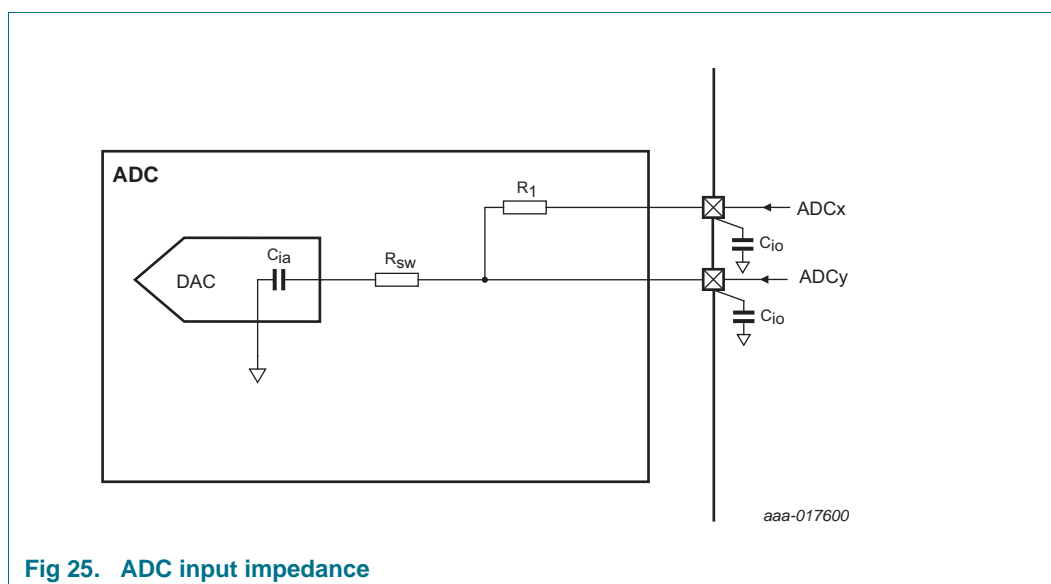 ADC
R1
ADCx
Cio
Cia
Rsw
DAC
ADCy
Cio
aaa-017600
Fig 25. ADC input impedance